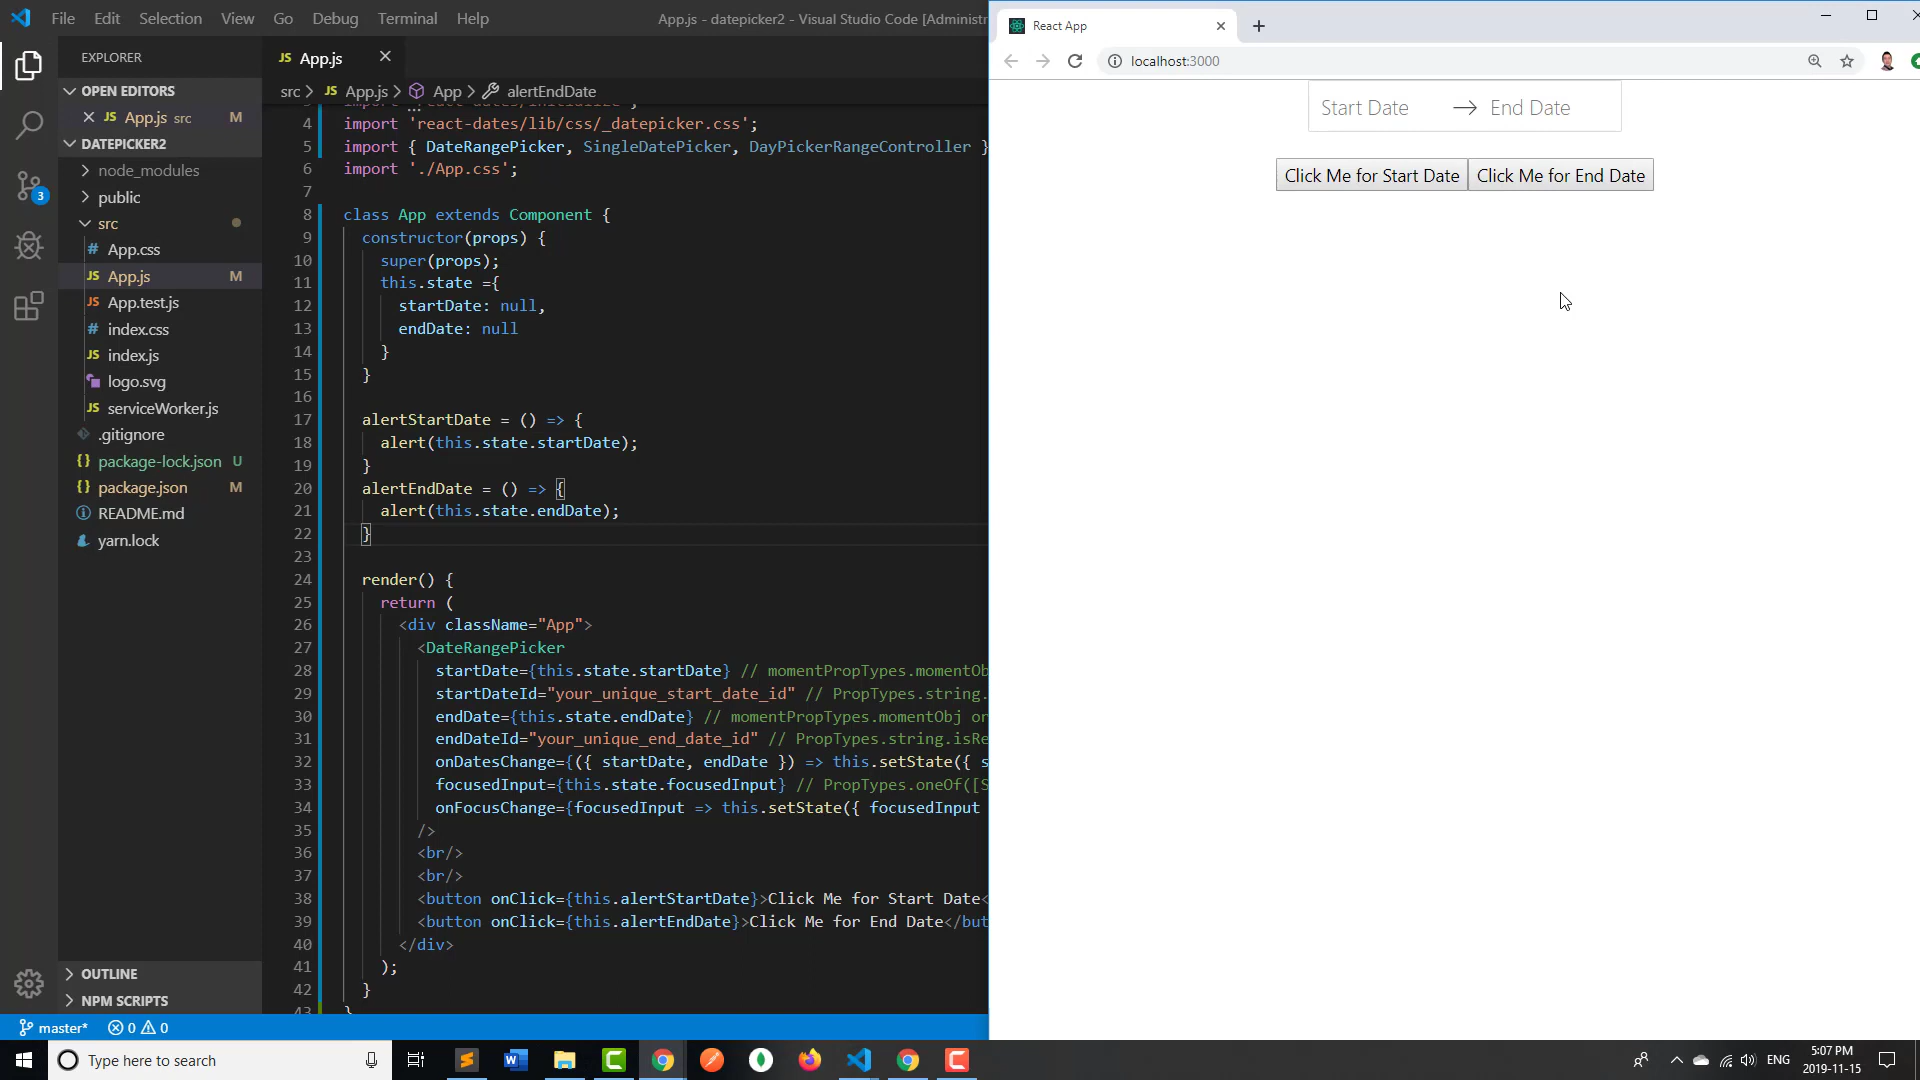 File Edit Selection View Go Debug Terminal Help
App.js - datepicker2 - Visual Studio Code [Administr
EXPLORER
OPEN EDITORS
App.js src M
DATEPICKER2
node_modules
public
src
App.css
App.js M
App.test.js
index.css
index.js
logo.svg
serviceWorker.js
.gitignore
package-lock.json U
package.json M
README.md
yarn.lock
OUTLINE
NPM SCRIPTS
3
JS App.js
src > JS App.js > App > alertEndDate
4 import 'react-dates/lib/css/_datepicker.css';
5 import { DateRangePicker, SingleDatePicker, DayPickerRangeController }
6 import './App.css';
7
8 class App extends Component {
9 constructor(props) {
10 super(props);
11 this.state ={
12 startDate: null,
13 endDate: null
14 }
15 }
16
17 alertStartDate = () => {
18 alert(this.state.startDate);
19 }
20 alertEndDate = () => {
21 alert(this.state.endDate);
22 }
23
24 render() {
25 return (
26 <div className="App">
27 <DateRangePicker
28 startDate={this.state.startDate} // momentPropTypes.momentOb
29 startDateId="your_unique_start_date_id" // PropTypes.string.
30 endDate={this.state.endDate} // momentPropTypes.momentObj or
31 endDateId="your_unique_end_date_id" // PropTypes.string.isRe
32 onDatesChange={({ startDate, endDate }) => this.setState({ s
33 focusedInput={this.state.focusedInput} // PropTypes.oneOf([S
34 onFocusChange={focusedInput => this.setState({ focusedInput
35 />
36 <br/>
37 <br/>
38 <button onClick={this.alertStartDate}>Click Me for Start Date<
39 <button onClick={this.alertEndDate}>Click Me for End Date</but
40 </div>
41 );
42 }
43 }
master* 0 0
React App
localhost:3000
Start Date → End Date
Click Me for Start Date Click Me for End Date
Type here to search
ENG
5:07 PM
2019-11-15